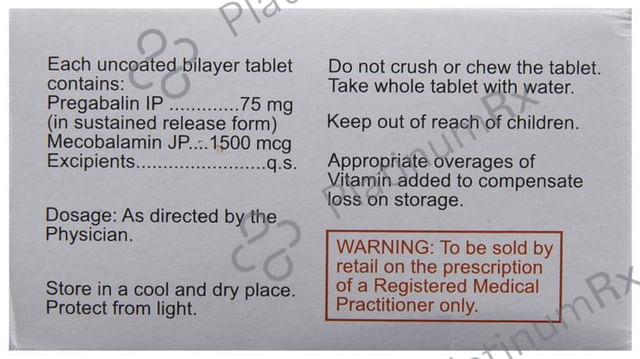 Each uncoated bilayer tablet
contains:
Pregabalin IP .............75 mg
(in sustained release form)
Mecobalamin JP....1500 mcg
Excipients.........................q.s.
Dosage: As directed by the
Physician.
Store in a cool and dry place.
Protect from light.
Do not crush or chew the tablet.
Take whole tablet with water.
Keep out of reach of children.
Appropriate overages of
Vitamin added to compensate
loss on storage.
WARNING: To be sold by
retail on the prescription
of a Registered Medical
Practitioner only.
PlatinumRx